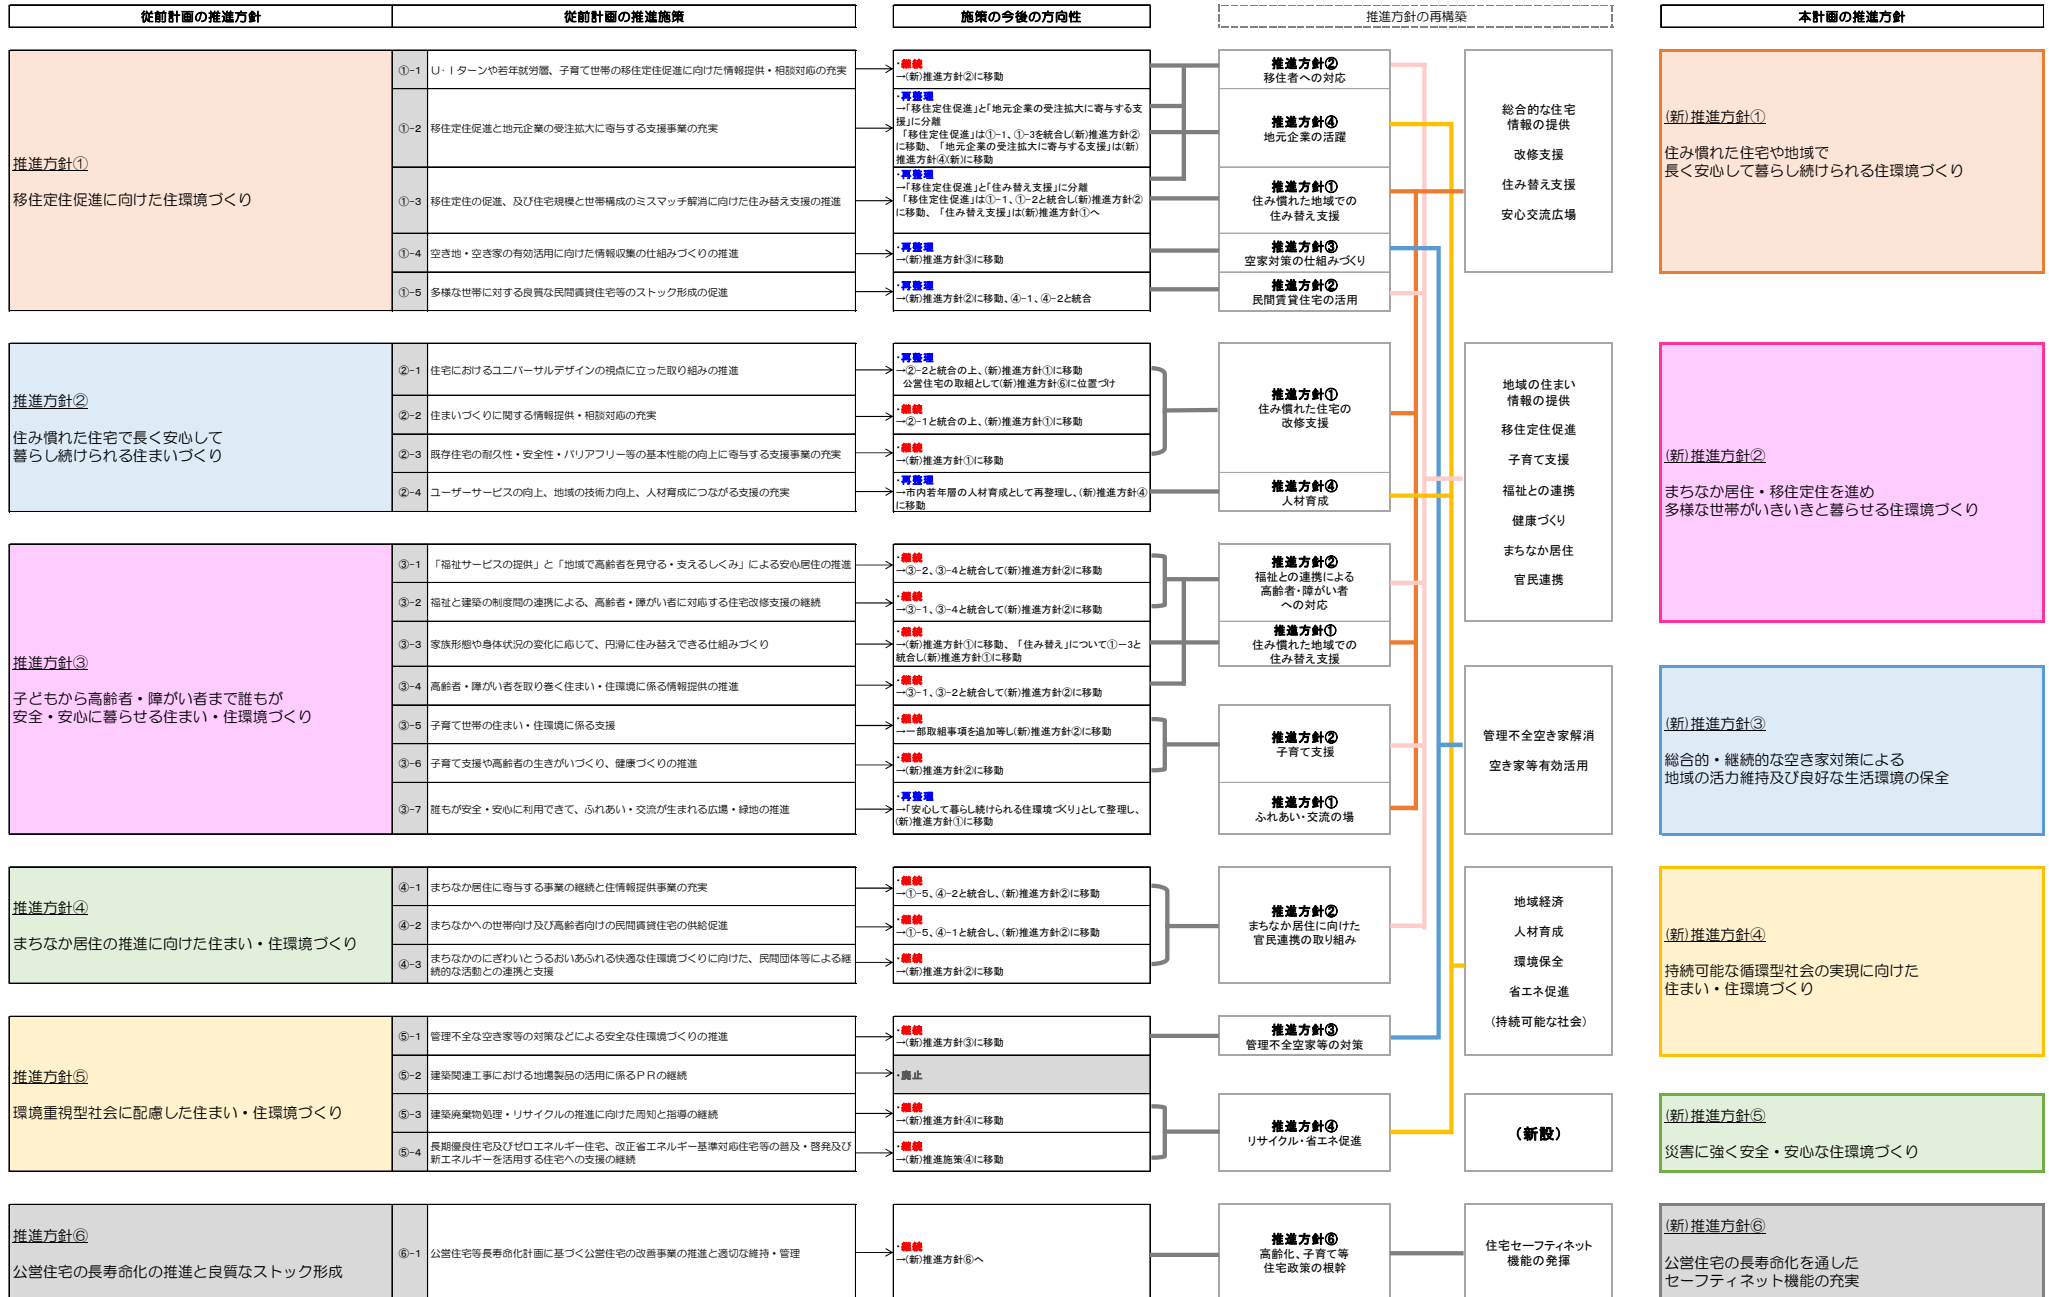 従前計画の推進方針
従前計画の推進施策
施策の今後の方向性
推進方針の再構築
本計画の推進方針
推進方針①
移住定住促進に向けた住環境づくり
①-1 U・Iターンや若年就労層、子育て世帯の移住定住促進に向けた情報提供・相談対応の充実
・継続
→(新)推進方針②に移動
①-2 移住定住促進と地元企業の受注拡大に寄与する支援事業の充実
・再整理
→「移住定住促進」と「地元企業の受注拡大に寄与する支
援」に分離
「移住定住促進」は①-1、①-3を統合し(新)推進方針②
に移動、「地元企業の受注拡大に寄与する支援」は(新)
推進方針④(新)に移動
①-3 移住定住の促進、及び住宅規模と世帯構成のミスマッチ解消に向けた住み替え支援の推進
・再整理
→「移住定住促進」と「住み替え支援」に分離
「移住定住促進」は①-1、①-2と統合し(新)推進方針②
に移動、「住み替え支援」は(新)推進方針①へ
①-4 空き地・空き家の有効活用に向けた情報収集の仕組みづくりの推進
・再整理
→(新)推進方針③に移動
①-5 多様な世帯に対する良質な民間賃貸住宅等のストック形成の促進
・再整理
→(新)推進方針②に移動、④-1、④-2と統合
推進方針②
移住者への対応
推進方針④
地元企業の活躍
推進方針①
住み慣れた地域での
住み替え支援
推進方針③
空家対策の仕組みづくり
推進方針②
民間賃貸住宅の活用
総合的な住宅
情報の提供
改修支援
住み替え支援
安心交流広場
(新)推進方針①
住み慣れた住宅や地域で
長く安心して暮らし続けられる住環境づくり
推進方針②
住み慣れた住宅で長く安心して
暮らし続けられる住まいづくり
②-1 住宅におけるユニバーサルデザインの視点に立った取り組みの推進
・再整理
→②-2と統合の上、(新)推進方針①に移動
公営住宅の取組として(新)推進方針⑥に位置づけ
②-2 住まいづくりに関する情報提供・相談対応の充実
・継続
→②-1と統合の上、(新)推進方針①に移動
②-3 既存住宅の耐久性・安全性・バリアフリー等の基本性能の向上に寄与する支援事業の充実
・継続
→(新)推進方針①に移動
②-4 ユーザーサービスの向上、地域の技術力向上、人材育成につながる支援の充実
・再整理
→市内若年層の人材育成として再整理し、(新)推進方針④
に移動
推進方針①
住み慣れた住宅の
改修支援
推進方針④
人材育成
地域の住まい
情報の提供
移住定住促進
子育て支援
福祉との連携
健康づくり
まちなか居住
官民連携
(新)推進方針②
まちなか居住・移住定住を進め
多様な世帯がいきいきと暮らせる住環境づくり
推進方針③
子どもから高齢者・障がい者まで誰もが
安全・安心に暮らせる住まい・住環境づくり
③-1 「福祉サービスの提供」と「地域で高齢者を見守る・支えるしくみ」による安心居住の推進
・継続
→③-2、③-4と統合して(新)推進方針②に移動
③-2 福祉と建築の制度間の連携による、高齢者・障がい者に対応する住宅改修支援の継続
・継続
→③-1、③-4と統合して(新)推進方針②に移動
③-3 家族形態や身体状況の変化に応じて、円滑に住み替えできる仕組みづくり
・継続
→(新)推進方針①に移動、「住み替え」について①-3と
統合し(新)推進方針①に移動
③-4 高齢者・障がい者を取り巻く住まい・住環境に係る情報提供の推進
・継続
→③-1、③-2と統合して(新)推進方針②に移動
③-5 子育て世帯の住まい・住環境に係る支援
・継続
→一部取組事項を追加等し(新)推進方針②に移動
③-6 子育て支援や高齢者の生きがいづくり、健康づくりの推進
・継続
→(新)推進方針②に移動
③-7 誰もが安全・安心に利用できて、ふれあい・交流が生まれる広場・緑地の推進
・再整理
→「安心して暮らし続けられる住環境づくり」として整理し、
(新)推進方針①に移動
推進方針②
福祉との連携による
高齢者・障がい者
への対応
推進方針①
住み慣れた地域での
住み替え支援
推進方針②
子育て支援
推進方針①
ふれあい・交流の場
管理不全空き家解消
空き家等有効活用
(新)推進方針③
総合的・継続的な空き家対策による
地域の活力維持及び良好な生活環境の保全
推進方針④
まちなか居住の推進に向けた住まい・住環境づくり
④-1 まちなか居住に寄与する事業の継続と住情報提供事業の充実
・継続
→①-5、④-2と統合し、(新)推進方針②に移動
④-2 まちなかへの世帯向け及び高齢者向けの民間賃貸住宅の供給促進
・継続
→①-5、④-1と統合し、(新)推進方針②に移動
④-3 まちなかのにぎわいとうるおいあふれる快適な住環境づくりに向けた、民間団体等による継
続的な活動との連携と支援
・継続
→(新)推進方針②に移動
推進方針②
まちなか居住に向けた
官民連携の取り組み
地域経済
人材育成
環境保全
省エネ促進
(持続可能な社会)
(新)推進方針④
持続可能な循環型社会の実現に向けた
住まい・住環境づくり
推進方針⑤
環境重視型社会に配慮した住まい・住環境づくり
⑤-1 管理不全な空き家等の対策などによる安全な住環境づくりの推進
・継続
→(新)推進方針③に移動
⑤-2 建築関連工事における地場製品の活用に係るPRの継続
・廃止
⑤-3 建築廃棄物処理・リサイクルの推進に向けた周知と指導の継続
・継続
→(新)推進方針④に移動
⑤-4 長期優良住宅及びゼロエネルギー住宅、改正省エネルギー基準対応住宅等の普及・啓発及び
新エネルギーを活用する住宅への支援の継続
・継続
→(新)推進施策④に移動
推進方針③
管理不全空家等の対策
推進方針④
リサイクル・省エネ促進
(新設)
(新)推進方針⑤
災害に強く安全・安心な住環境づくり
推進方針⑥
公営住宅の長寿命化の推進と良質なストック形成
⑥-1 公営住宅等長寿命化計画に基づく公営住宅の改善事業の推進と適切な維持・管理
・継続
→(新)推進方針⑥へ
推進方針⑥
高齢化、子育て等
住宅政策の根幹
住宅セーフティネット
機能の発揮
(新)推進方針⑥
公営住宅の長寿命化を通した
セーフティネット機能の充実